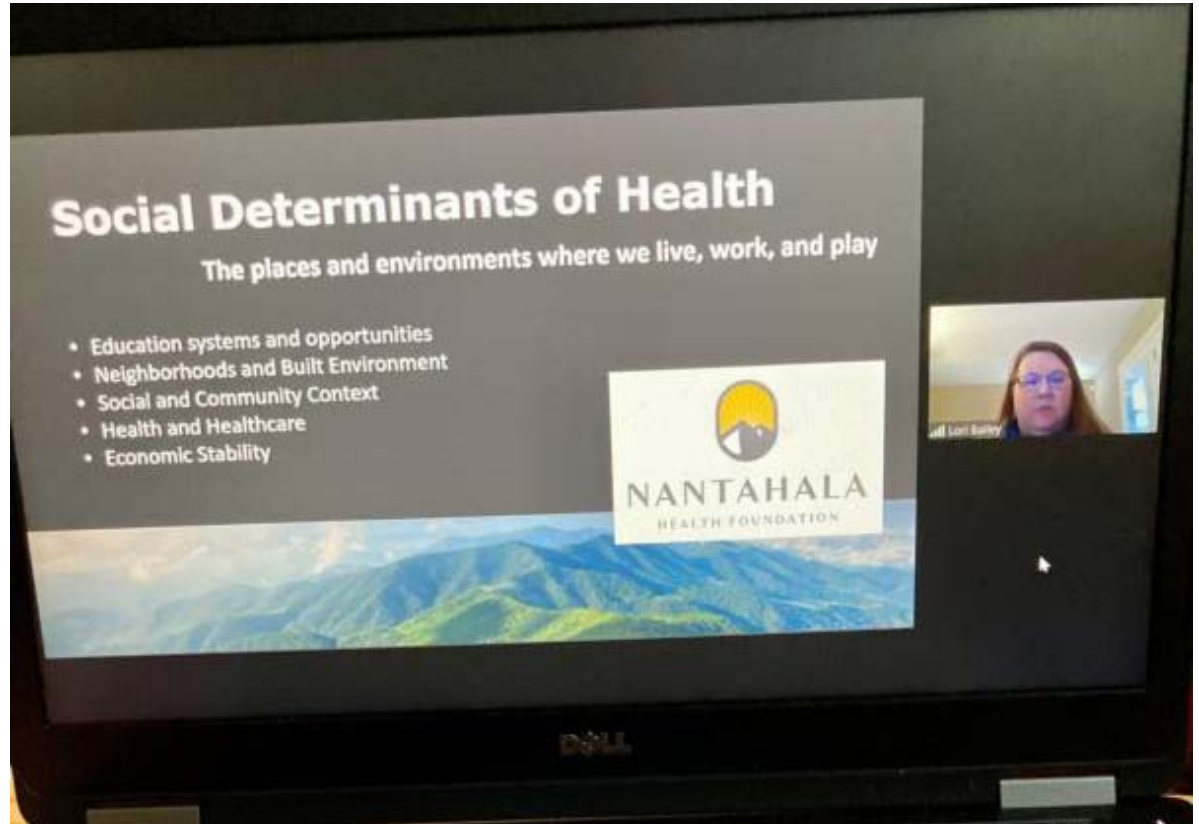 Social Determinants of Health
The places and environments where we live, work, and play
• Education systems and opportunities
• Neighborhoods and Built Environment
• Social and Community Context
• Health and Healthcare
• Economic Stability
NANTAHALA
HEALTH FOUNDATION
Lori Bailey
DELL